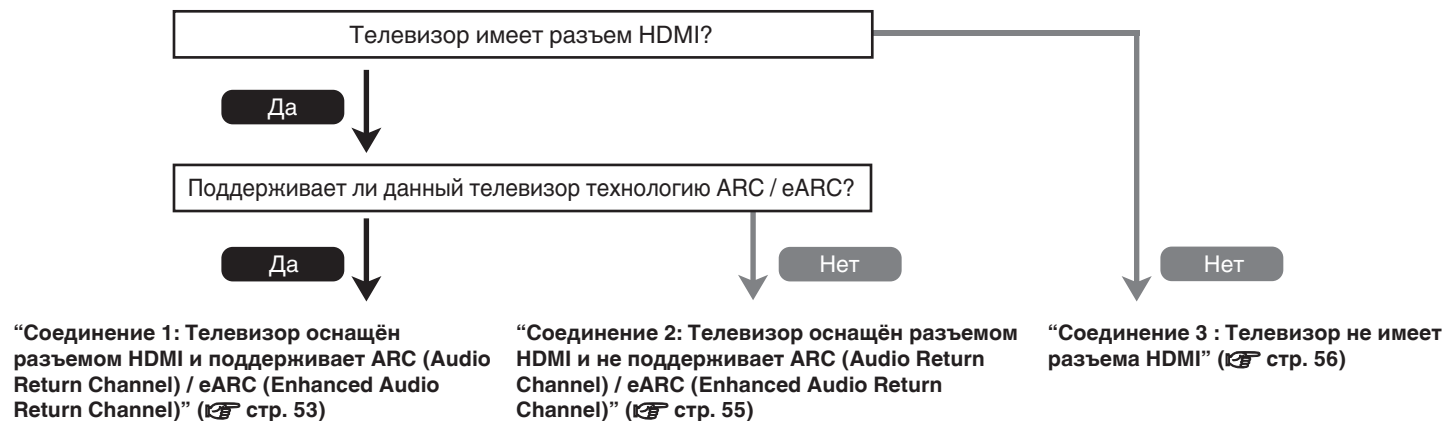 Телевизор имеет разъем HDMI?
Да
Поддерживает ли данный телевизор технологию ARC / eARC?
Да
Нет
Нет
“Соединение 1: Телевизор оснащён
разъемом HDMI и поддерживает ARC (Audio
Return Channel) / eARC (Enhanced Audio
Return Channel)” (стр. 53)
“Соединение 2: Телевизор оснащён разъемом
HDMI и не поддерживает ARC (Audio Return
Channel) / eARC (Enhanced Audio Return
Channel)” (стр. 55)
“Соединение 3 : Телевизор не имеет
разъема HDMI” (стр. 56)